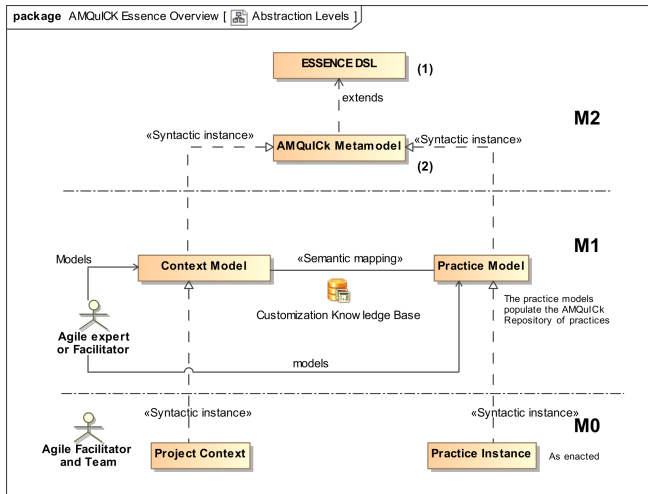 package AMQuICK Essence Overview [ Abstraction Levels ]
ESSENCE DSL
(1)
extends
M2
«Syntactic instance»
«Syntactic instance»
AMQuICk Metamodel
(2)
M1
Models
Context Model
«Semantic mapping»
Practice Model
Customization Knowledge Base
The practice models
populate the AMQuICk
Repository of practices
Agile expert
or Facilitator
models
«Syntactic instance»
«Syntactic instance»
M0
Agile Facilitator
and Team
Project Context
Practice Instance
As enacted